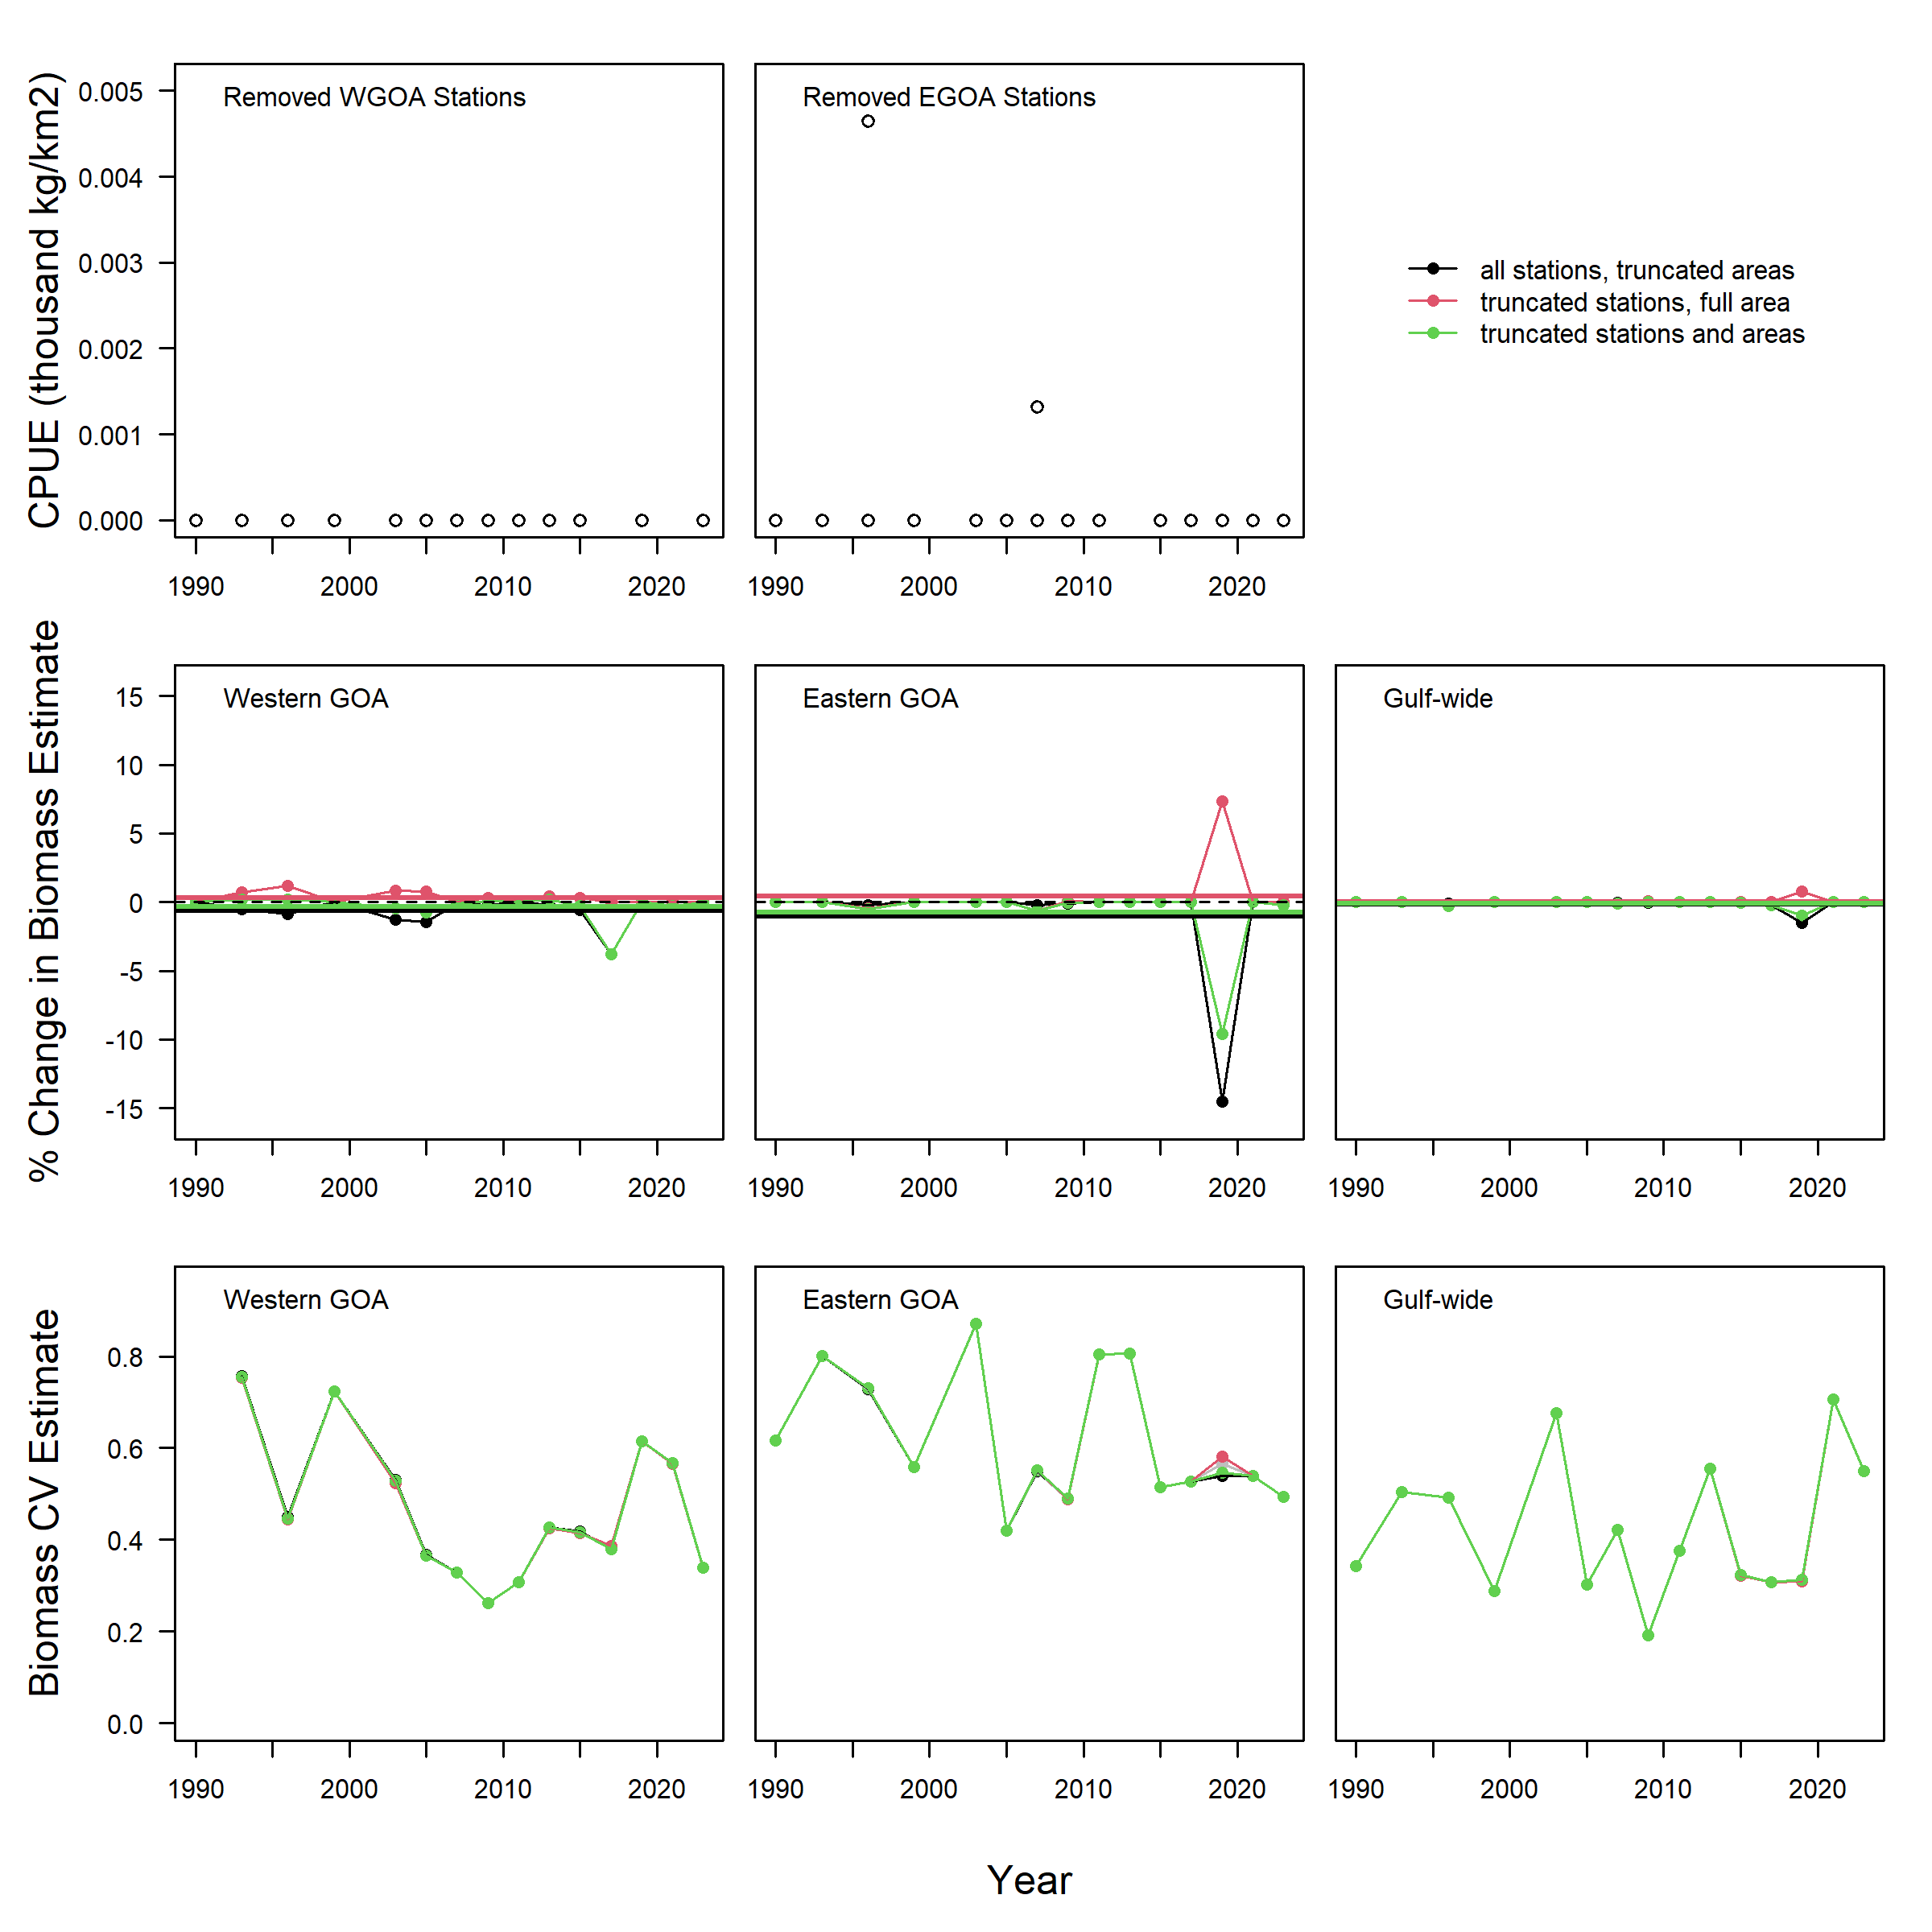 Removed WGOA Stations
Removed EGOA Stations
CPUE (thousand kg/km2)
0.005
0.004
0.003
0.002
0.001
0.000
1990 2000 2010 2020
1990 2000 2010 2020
all stations, truncated areas
truncated stations, full area
truncated stations and areas
% Change in Biomass Estimate
Western GOA
Eastern GOA
Gulf-wide
15
10
5
0
-5
-10
-15
1990 2000 2010 2020
1990 2000 2010 2020
1990 2000 2010 2020
Biomass CV Estimate
Western GOA
Eastern GOA
Gulf-wide
0.8
0.6
0.4
0.2
0.0
1990 2000 2010 2020
1990 2000 2010 2020
1990 2000 2010 2020
Year